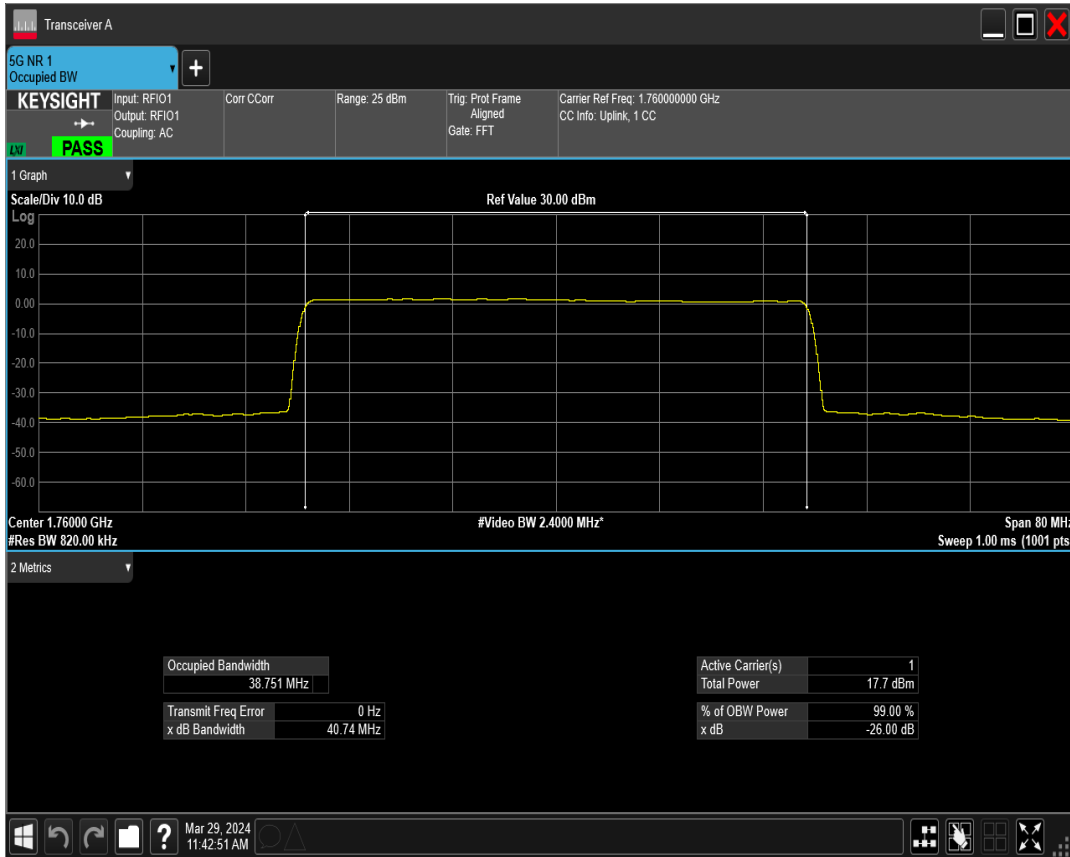 Transceiver A
5G NR 1
Occupied BW
+
KEYSIGHT
LXI
PASS
Input: RFIO1
Output: RFIO1
Coupling: AC
Corr CCorr
Range: 25 dBm
Trig: Prot Frame
Aligned
Gate: FFT
Carrier Ref Freq: 1.760000000 GHz
CC Info: Uplink, 1 CC
1 Graph
Scale/Div 10.0 dB
Ref Value 30.00 dBm
Log
20.0
10.0
0.00
-10.0
-20.0
-30.0
-40.0
-50.0
-60.0
Center 1.76000 GHz
#Video BW 2.4000 MHz*
Span 80 MHz
#Res BW 820.00 kHz
Sweep 1.00 ms (1001 pts
2 Metrics
Occupied Bandwidth
38.751 MHz
Transmit Freq Error 0 Hz
x dB Bandwidth 40.74 MHz
Active Carrier(s) 1
Total Power 17.7 dBm
% of OBW Power 99.00 %
x dB -26.00 dB
?
Mar 29, 2024
11:42:51 AM